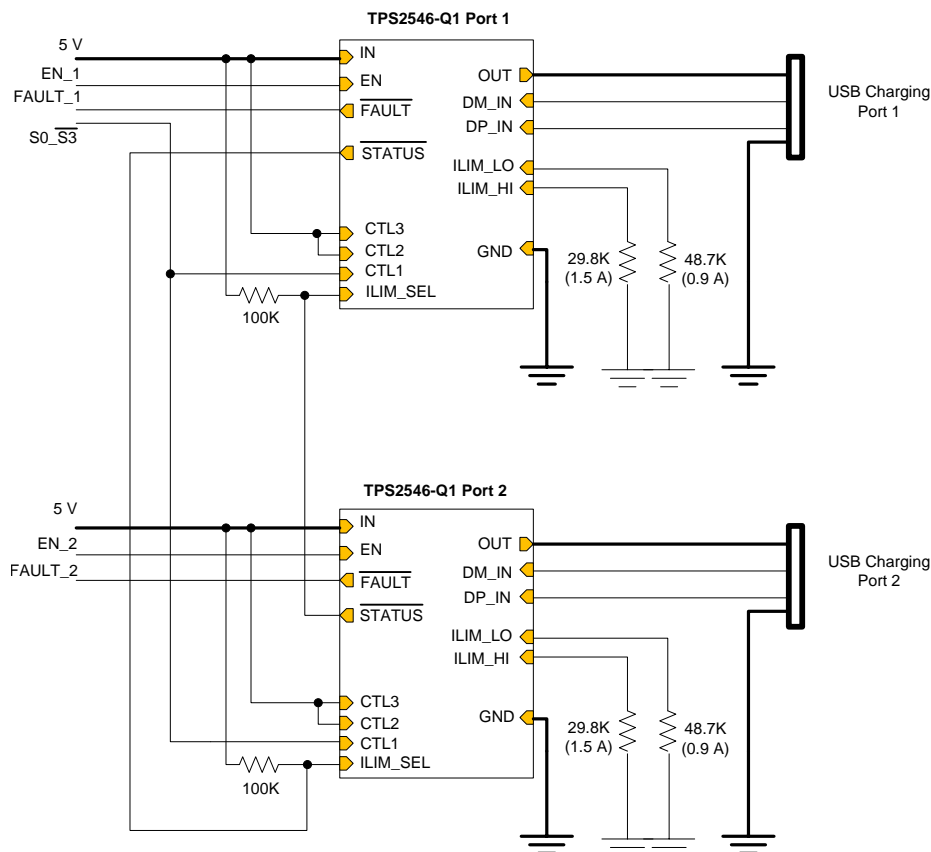 TPS2546-Q1 Port 1
5 V
EN_1
FAULT_1
S0_S3
IN
EN
FAULT
STATUS
CTL3
CTL2
CTL1
ILIM_SEL
100K
OUT
DM_IN
DP_IN
ILIM_LO
ILIM_HI
GND
29.8K
(1.5 A)
48.7K
(0.9 A)
USB Charging
Port 1
TPS2546-Q1 Port 2
5 V
EN_2
FAULT_2
IN
EN
FAULT
STATUS
CTL3
CTL2
CTL1
ILIM_SEL
100K
OUT
DM_IN
DP_IN
ILIM_LO
ILIM_HI
GND
29.8K
(1.5 A)
48.7K
(0.9 A)
USB Charging
Port 2